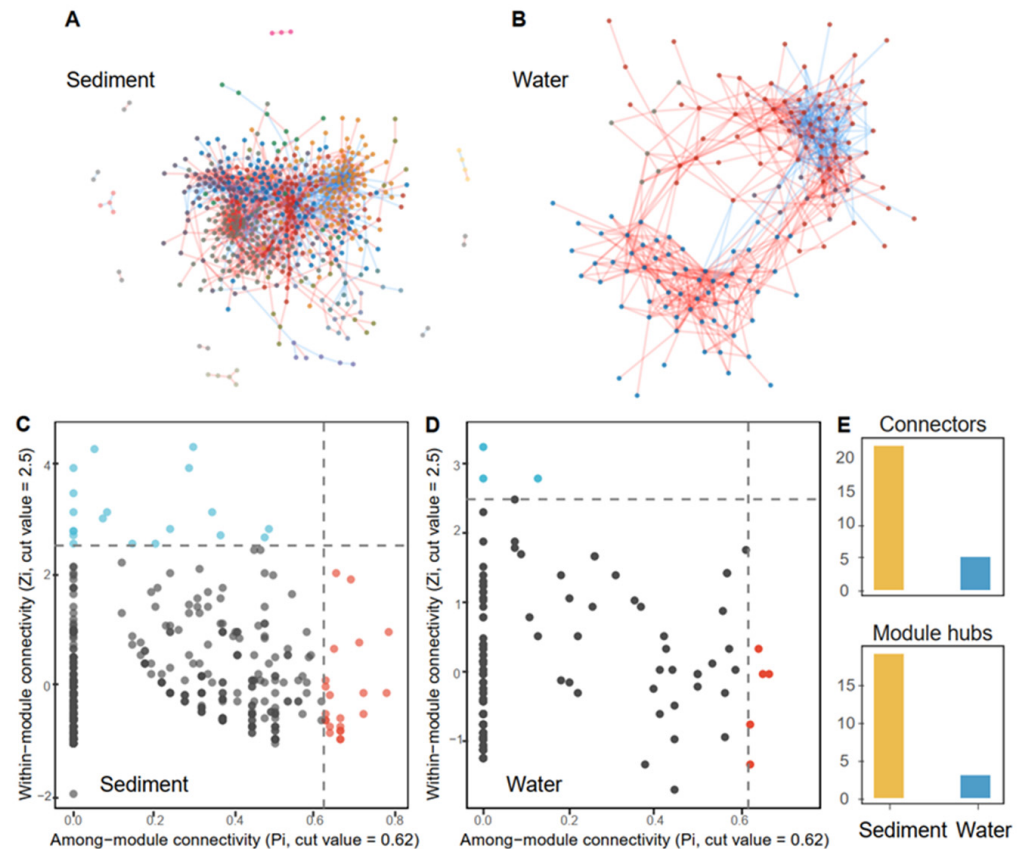 A
B
Sediment
Water
C
D
E
Within-module connectivity (Zi, cut value = 2.5)
4
2
0
−2
Sediment
0.0
0.2
0.4
0.6
0.8
Among-module connectivity (Pi, cut value = 0.62)
Within-module connectivity (Zi, cut value = 2.5)
3
2
1
0
−1
Water
0.0
0.2
0.4
0.6
Among-module connectivity (Pi, cut value = 0.62)
Connectors
20
15
10
5
0
Module hubs
15
10
5
0
Sediment Water